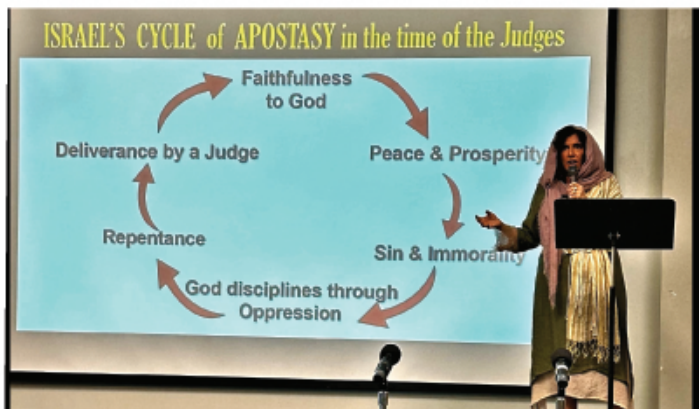 ISRAEL'S CYCLE of APOSTASY in the time of the Judges
Faithfulness
to God
Peace & Prosperity
Sin & Immorality
God disciplines through
Oppression
Repentance
Deliverance by a Judge